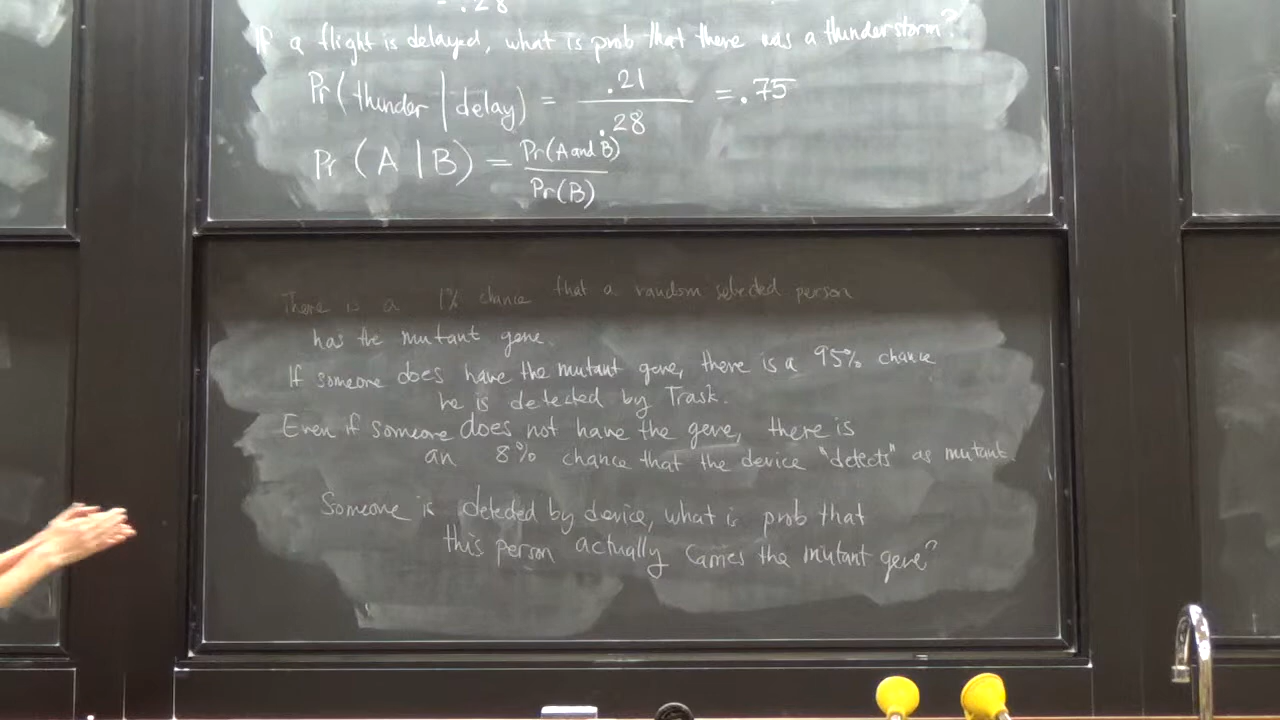 = .28
If a flight is delayed, what is prob that there was a thunderstorm?
Pr(thunder | delay) = .21 / .28 = .75
Pr(A | B) = Pr(A and B) / Pr(B)
There is a 1% chance that a random selected person
has the mutant gene.
If someone does have the mutant gene, there is a 95% chance
he is detected by Trask.
Even if someone does not have the gene, there is
an 8% chance that the device "detects" as mutant
Someone is detected by device, what is prob that
this person actually carries the mutant gene?